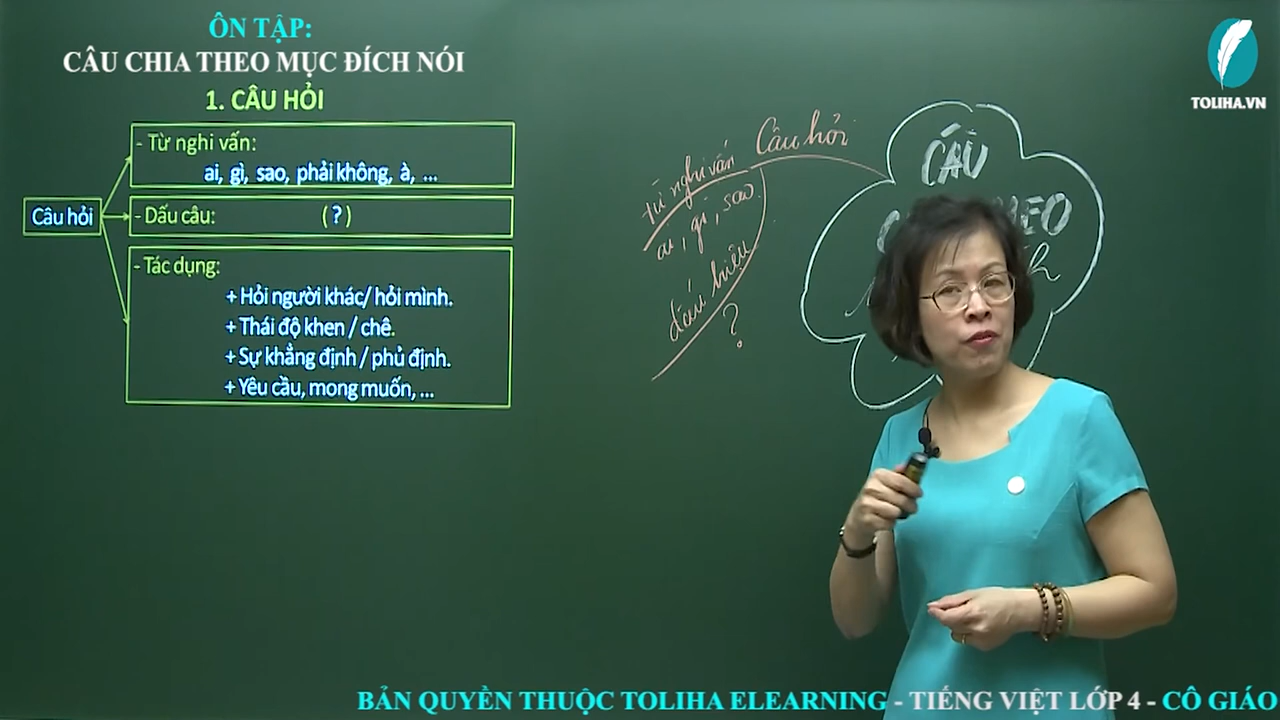 ÔN TẬP:
CÂU CHIA THEO MỤC ĐÍCH NÓI
1. CÂU HỎI
Câu hỏi
- Từ nghi vấn:
ai, gì, sao, phải không, à, ...
- Dấu câu: ( ? )
- Tác dụng:
+ Hỏi người khác/ hỏi mình.
+ Thái độ khen / chê.
+ Sự khẳng định / phủ định.
+ Yêu cầu, mong muốn, ...
Câu hỏi
từ nghi vấn
ai, gì, sao
dấu hiệu
?
CÂU
TOLIHA.VN
BẢN QUYỀN THUỘC TOLIHA ELEARNING - TIẾNG VIỆT LỚP 4 - CÔ GIÁO